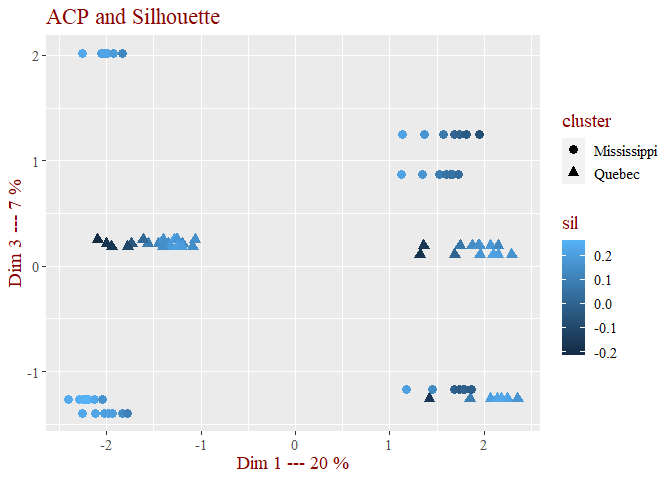 ACP and Silhouette
2
1
0
-1
Dim 3 --- 7 %
-2
-1
0
1
2
Dim 1 --- 20 %
cluster
Mississippi
Quebec
sil
0.2
0.1
0.0
-0.1
-0.2